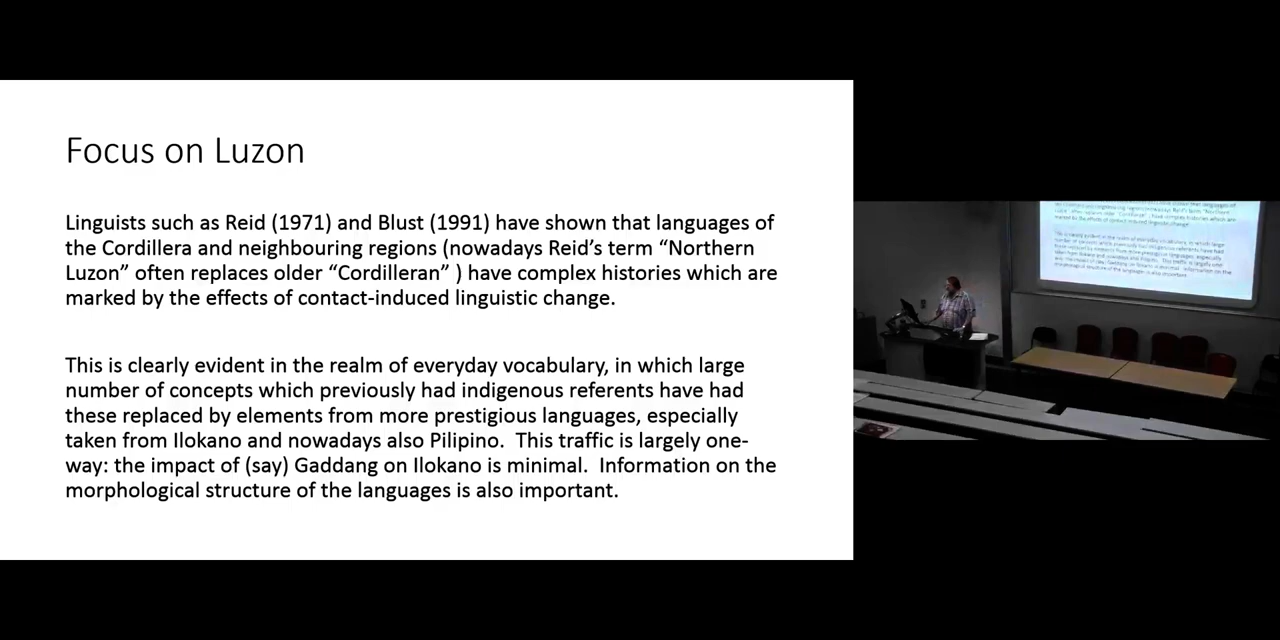 Focus on Luzon
Linguists such as Reid (1971) and Blust (1991) have shown that languages of
the Cordillera and neighbouring regions (nowadays Reid’s term “Northern
Luzon” often replaces older “Cordilleran” ) have complex histories which are
marked by the effects of contact-induced linguistic change.
This is clearly evident in the realm of everyday vocabulary, in which large
number of concepts which previously had indigenous referents have had
these replaced by elements from more prestigious languages, especially
taken from Ilokano and nowadays also Pilipino.  This traffic is largely one-
way: the impact of (say) Gaddang on Ilokano is minimal.  Information on the
morphological structure of the languages is also important.